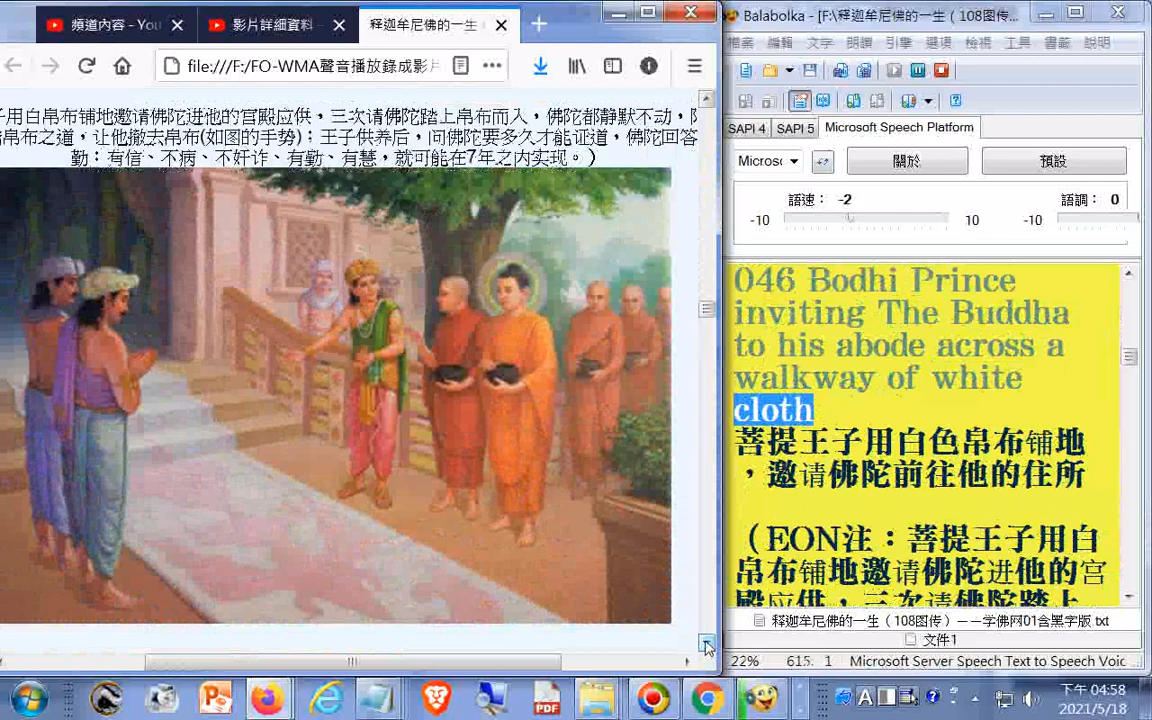 頻道內容 - You
影片詳細資料 -
释迦牟尼佛的一生 (
Balabolka - [F:\释迦牟尼佛的一生（108图传）
file:///F:/FO-WMA聲音播放錄成影片
檔案 編輯 文字 朗讀 引擎 選項 檢視 工具 書籤 說明
SAPI 4 SAPI 5 Microsoft Speech Platform
Microsc
關於
預設
語速： -2
語調： 0
-10
10
-10
子用白帛布铺地邀请佛陀进他的宫殿应供，三次请佛陀踏上帛布而入，佛陀都静默不动，
帛布之道，让他撤去帛布(如图的手势)；王子供养后，问佛陀要多久才能证道，佛陀回答
勤：有信、不病、不奸诈、有勤、有慧，就可能在7年之内实现。）
046 Bodhi Prince
inviting The Buddha
to his abode across a
walkway of white
cloth
菩提王子用白色帛布铺地
，邀请佛陀前往他的住所
（EON注：菩提王子用白
帛布铺地邀请佛陀进他的宫
殿应供，三次请佛陀踏上
释迦牟尼佛的一生（108图传）——学佛网01含黑字版.txt
文件1
22%
615: 1
Microsoft Server Speech Text to Speech Voic
下午 04:58
2021/5/18